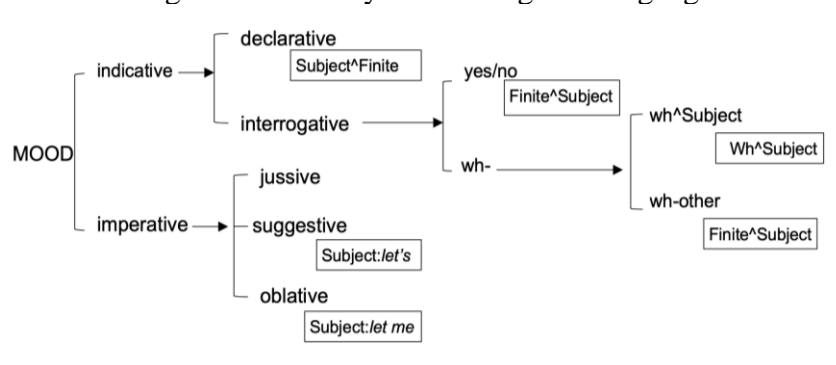 MOOD
indicative
declarative
Subject^Finite
interrogative
yes/no
Finite^Subject
wh-
wh^Subject
Wh^Subject
wh-other
Finite^Subject
imperative
jussive
suggestive
Subject:let's
oblative
Subject:let me